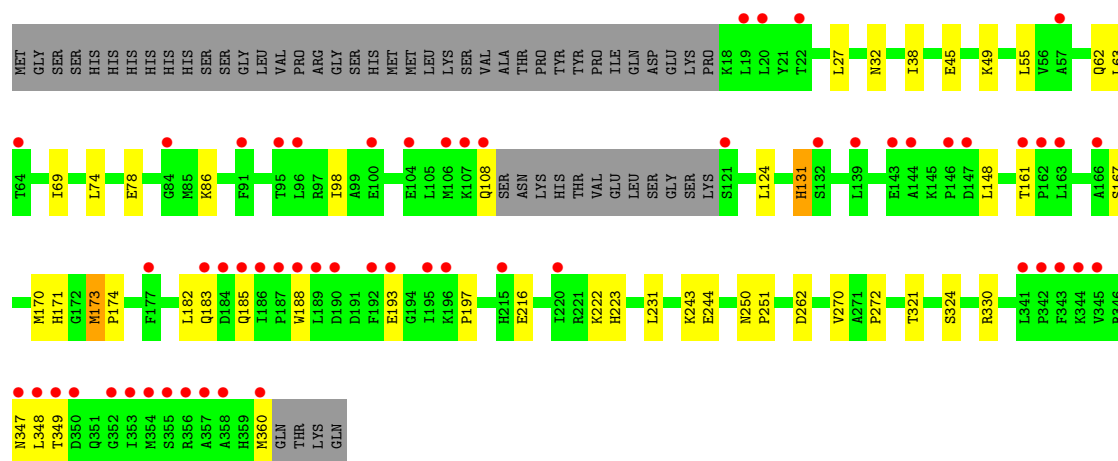 MET GLY SER SER HIS HIS HIS HIS HIS HIS SER SER GLY LEU VAL PRO ARG GLY SER HIS MET MET LEU LYS SER VAL ALA THR PRO TYR TYR PRO ILE GLN ASP GLU LYS PRO K18 L19 L20 Y21 T22 L27 N32 I38 E45 K49 L55 V56 A57 Q62 L63
T64 I69 L74 E78 G84 M85 K86 F91 T95 L96 R97 I98 A99 E100 E104 L105 M106 K107 Q108 SER ASN LYS HIS THR VAL GLU LEU SER GLY SER LYS S121 L124 H131 S132 L139 E143 A144 K145 P146 D147 L148 T161 P162 L163 A166 S167
M170 H171 G172 M173 P174 F177 L182 Q183 D184 Q185 I186 P187 W188 L189 D190 D191 F192 E193 G194 I195 K196 P197 H215 E216 I220 R221 K222 H223 L231 K243 E244 N250 P251 D262 V270 A271 P272 T321 S324 R330 L341 P342 F343 K344 V345
N347 L348 T349 D350 Q351 G352 I353 M354 S355 R356 A357 A358 H359 M360 GLN THR LYS GLN